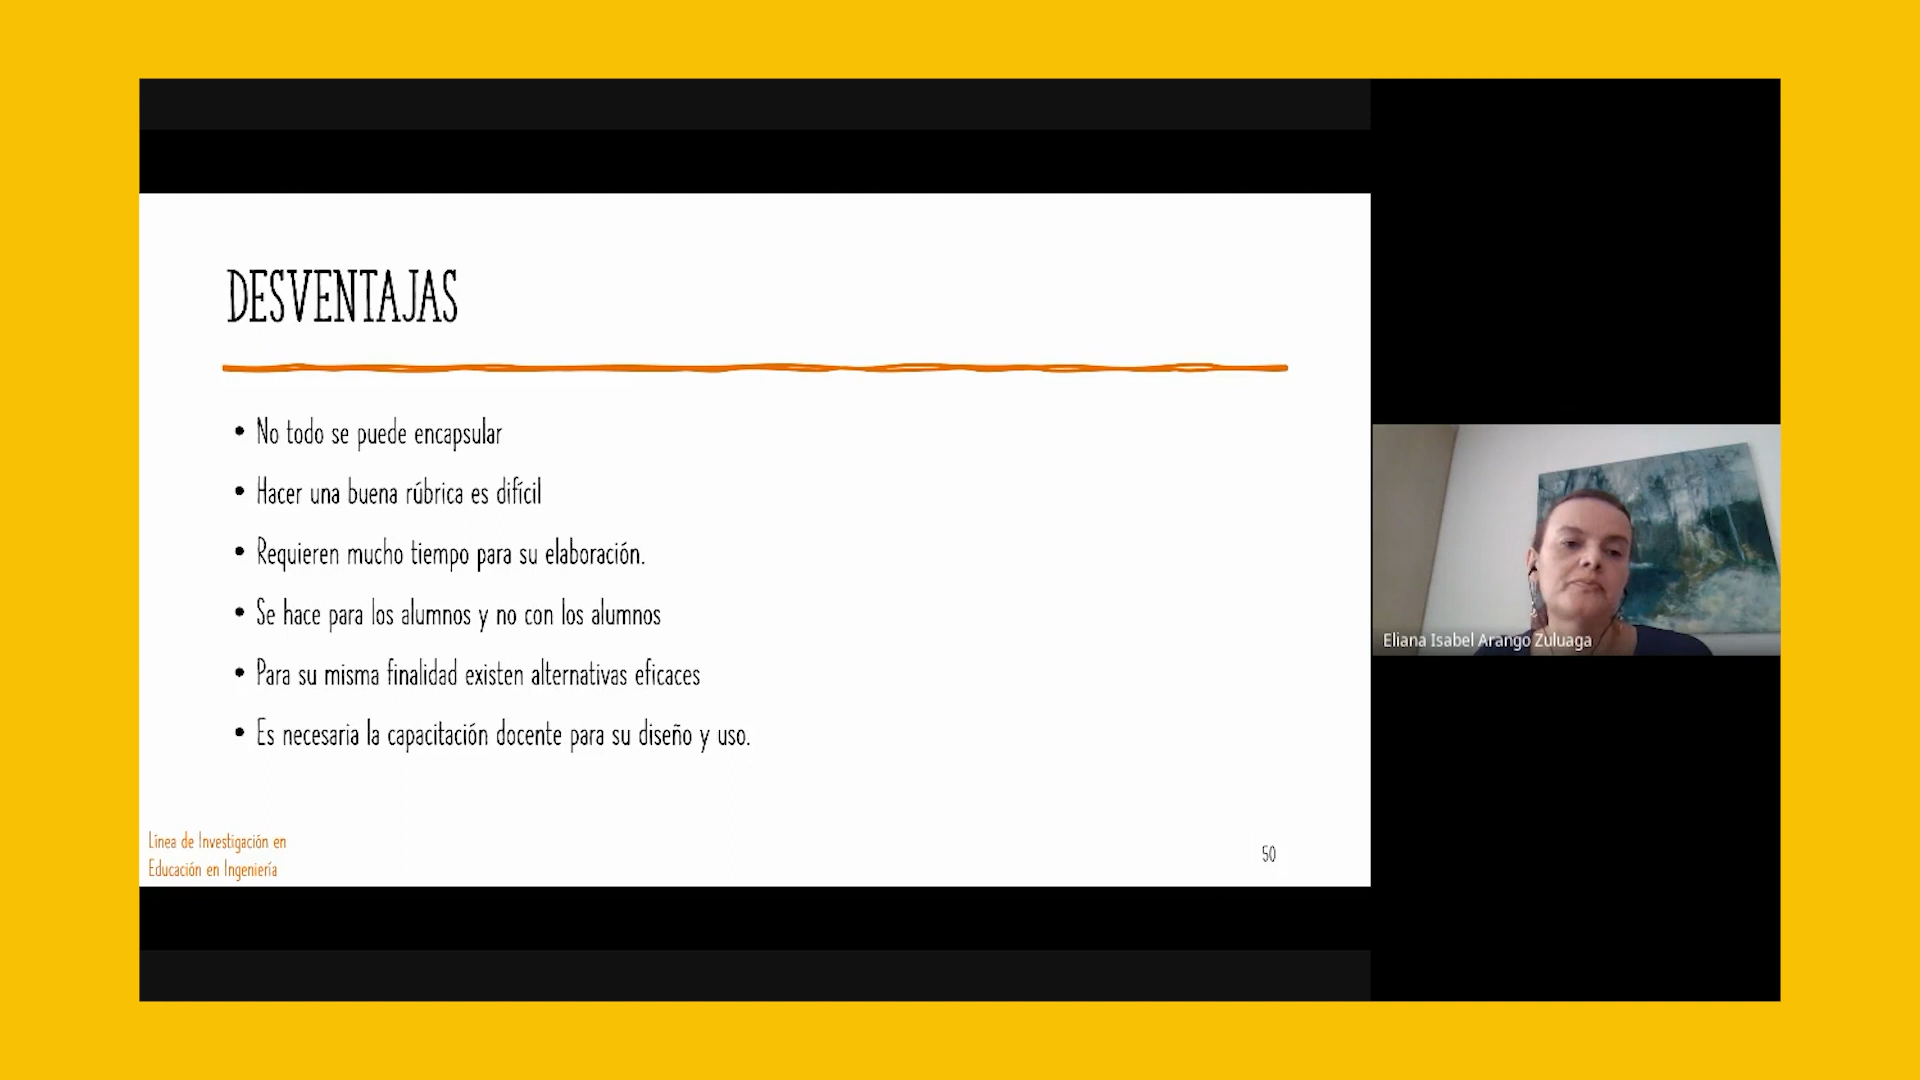 DESVENTAJAS
• No todo se puede encapsular
• Hacer una buena rúbrica es difícil
• Requieren mucho tiempo para su elaboración.
• Se hace para los alumnos y no con los alumnos
• Para su misma finalidad existen alternativas eficaces
• Es necesaria la capacitación docente para su diseño y uso.
Línea de Investigación en
Educación en Ingeniería
50
Eliana Isabel Arango Zuluaga